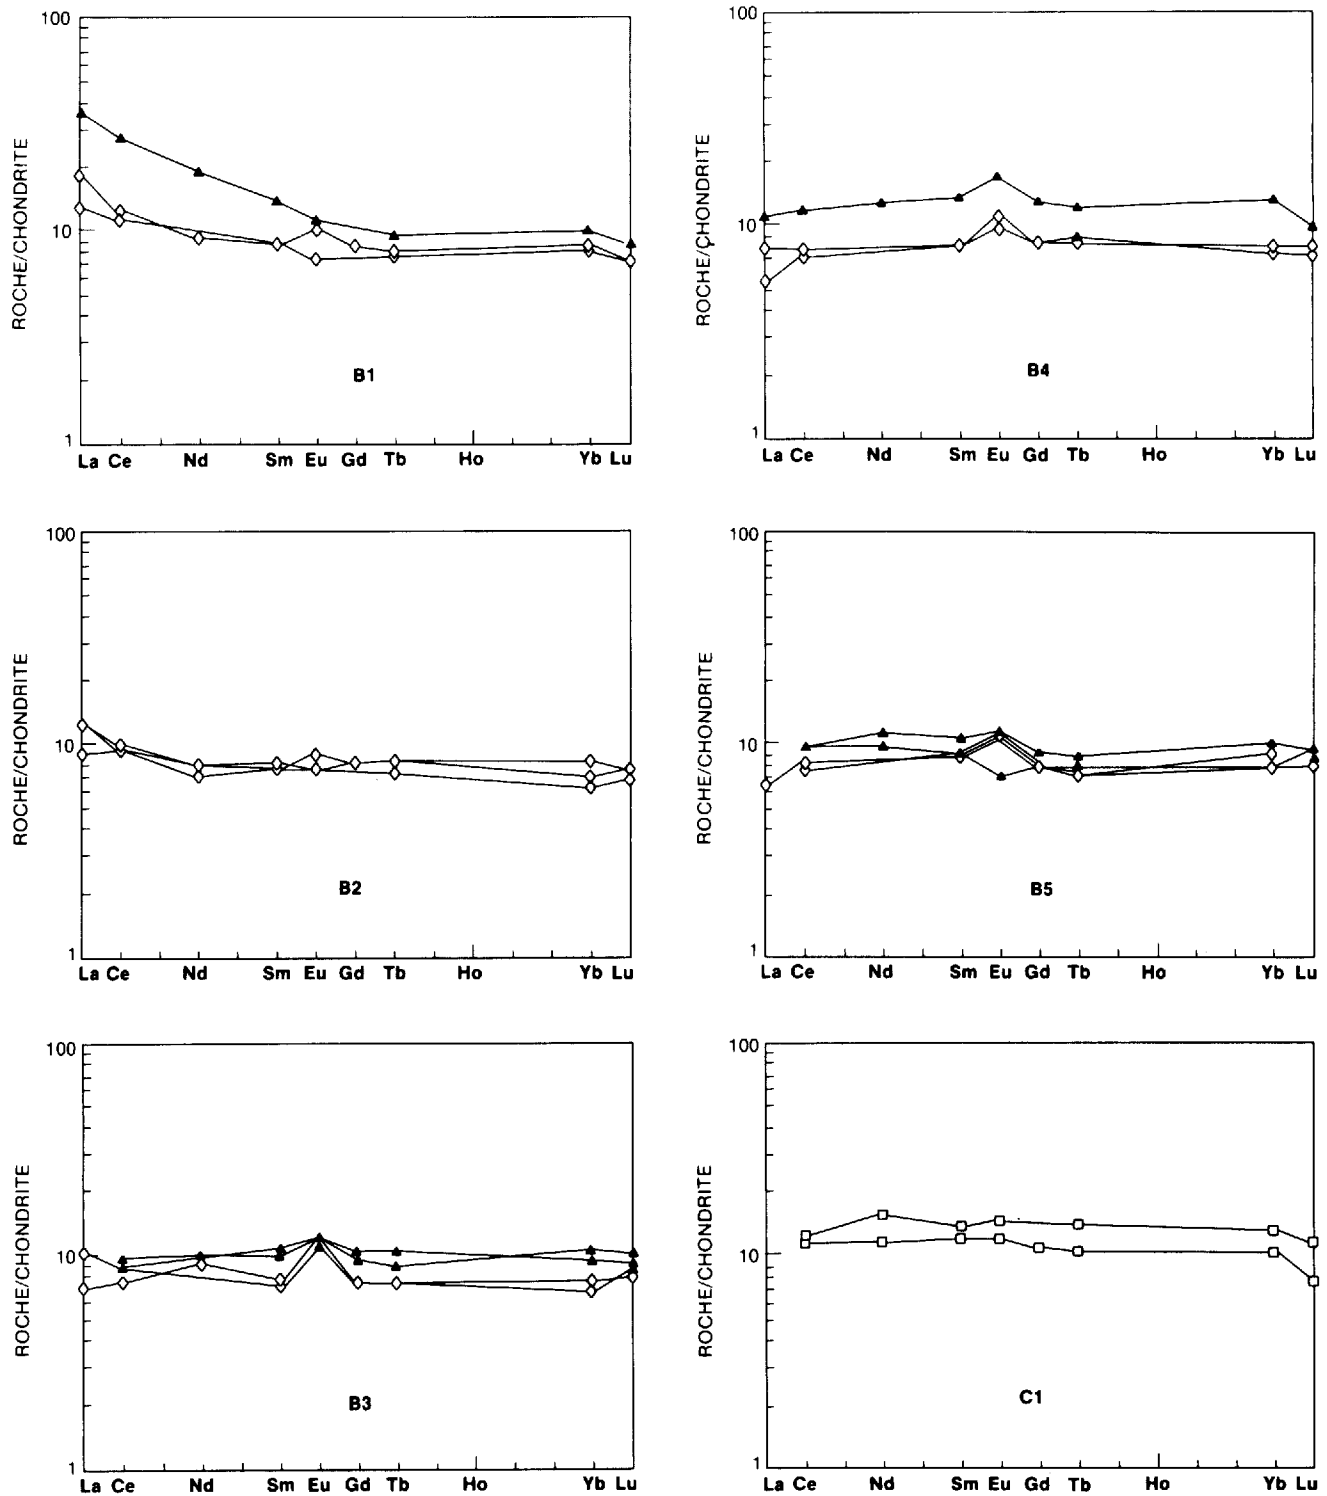 100
ROCHE/CHONDRITE
10
B1
1
La Ce Nd Sm Eu Gd Tb Ho Yb Lu
100
ROCHE/CHONDRITE
10
B4
1
La Ce Nd Sm Eu Gd Tb Ho Yb Lu
100
ROCHE/CHONDRITE
10
B2
1
La Ce Nd Sm Eu Gd Tb Ho Yb Lu
100
ROCHE/CHONDRITE
10
B5
1
La Ce Nd Sm Eu Gd Tb Ho Yb Lu
100
ROCHE/CHONDRITE
10
B3
1
La Ce Nd Sm Eu Gd Tb Ho Yb Lu
100
ROCHE/CHONDRITE
10
C1
1
La Ce Nd Sm Eu Gd Tb Ho Yb Lu